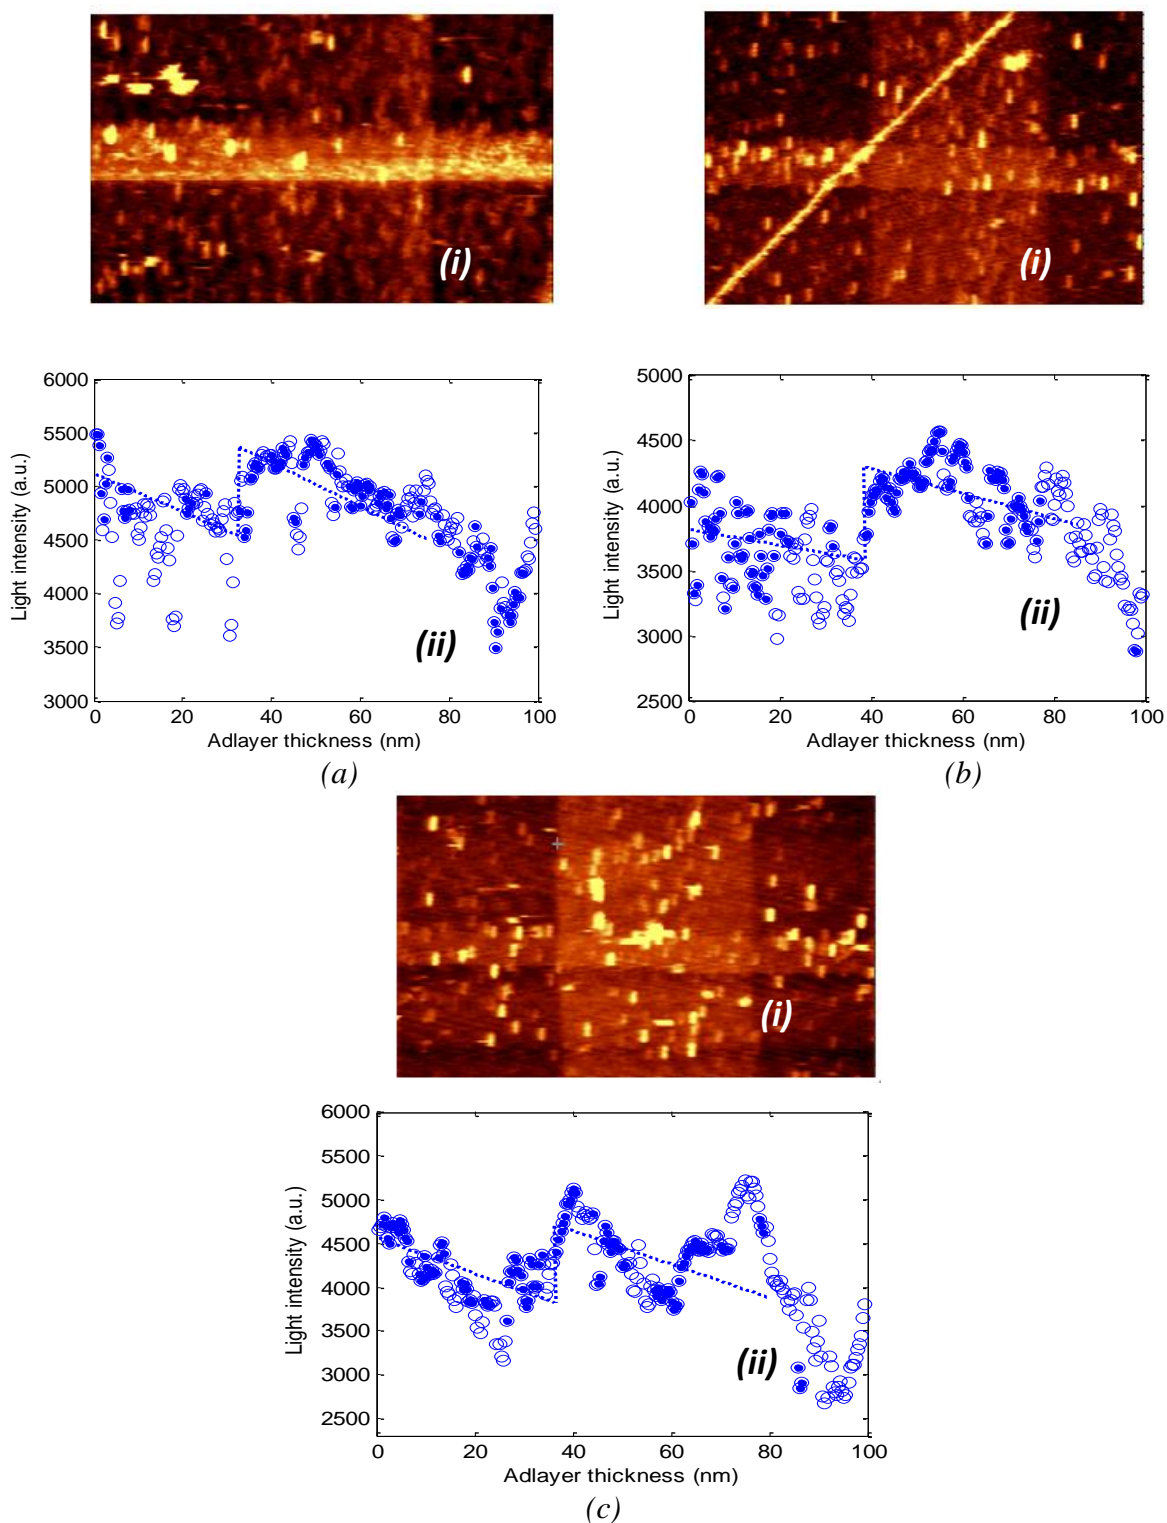 (i)
(i)
6000
5500
5000
4500
4000
3500
3000
Light intensity (a.u.)
(ii)
0 20 40 60 80 100
Adlayer thickness (nm)
(a)
5000
4500
4000
3500
3000
2500
Light intensity (a.u.)
(ii)
0 20 40 60 80 100
Adlayer thickness (nm)
(b)
(i)
6000
5500
5000
4500
4000
3500
3000
2500
Light intensity (a.u.)
(ii)
0 20 40 60 80 100
Adlayer thickness (nm)
(c)